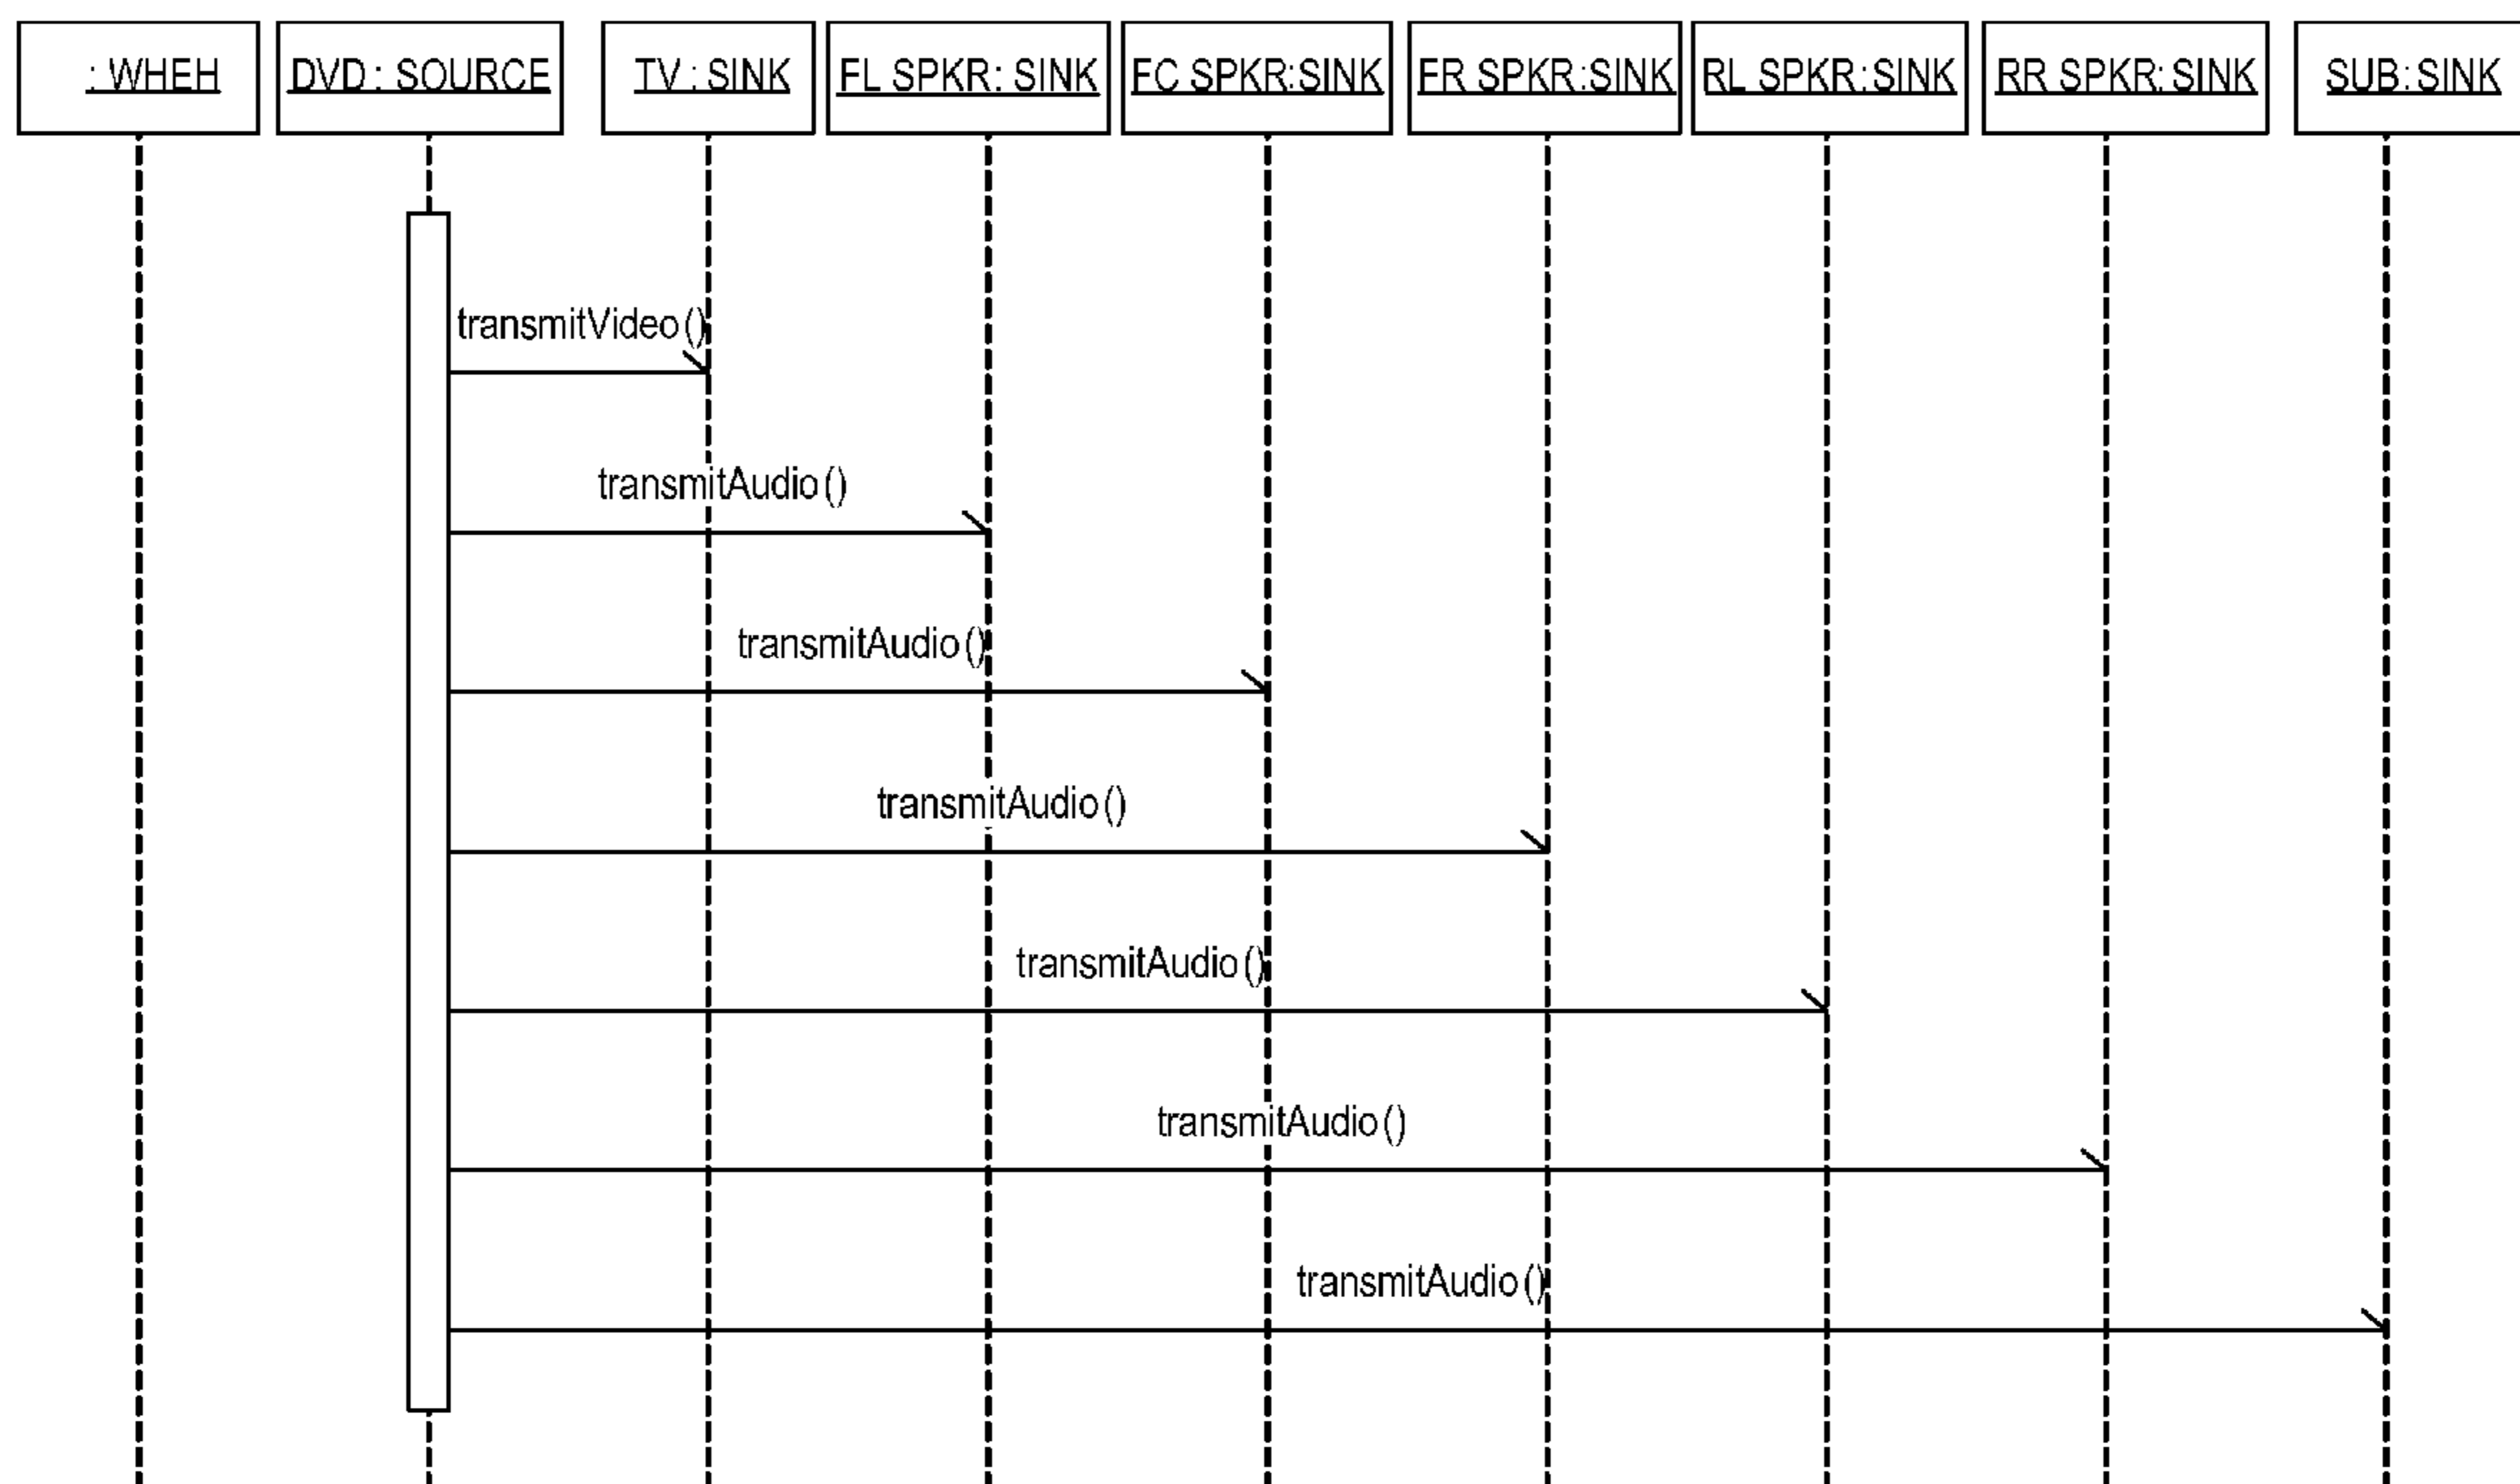 : WHEH
DVD : SOURCE
TV : SINK
FL SPKR: SINK
FC SPKR:SINK
FR SPKR:SINK
RL SPKR:SINK
RR SPKR:SINK
SUB:SINK
transmitVideo()
transmitAudio()
transmitAudio()
transmitAudio()
transmitAudio()
transmitAudio()
transmitAudio()